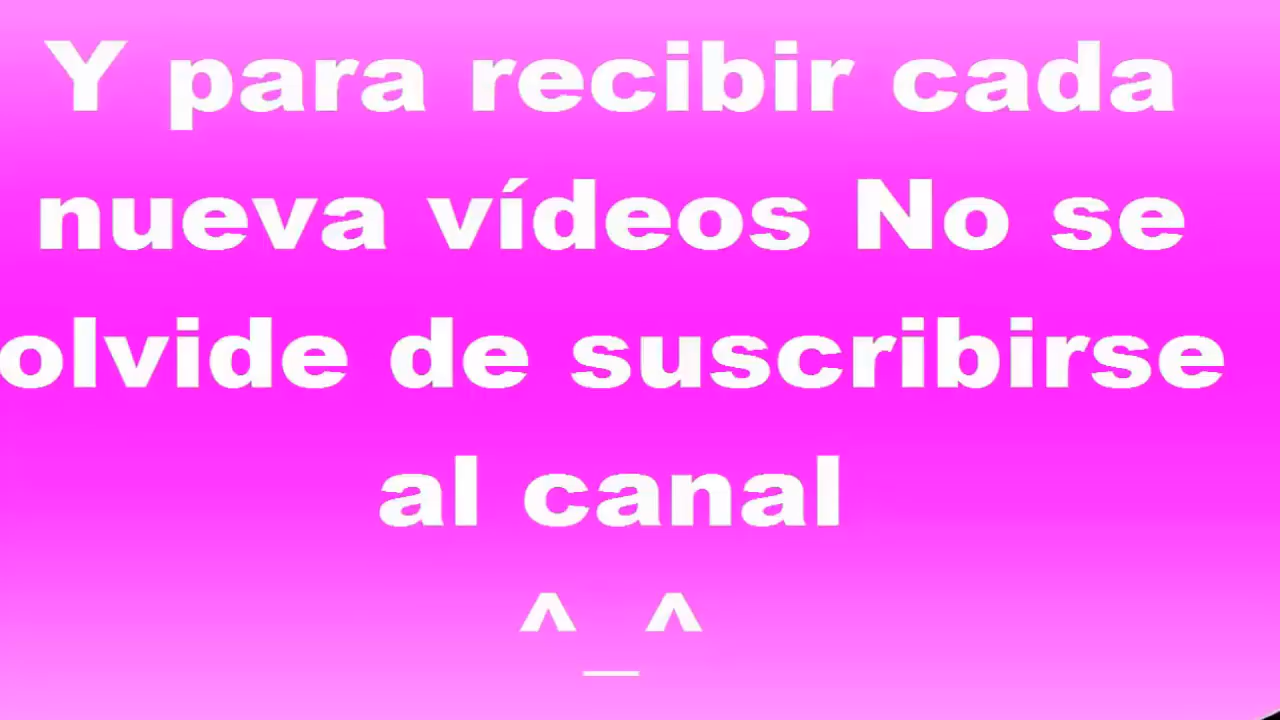 Y para recibir cada
nueva vídeos No se
olvide de suscribirse
al canal
^_^